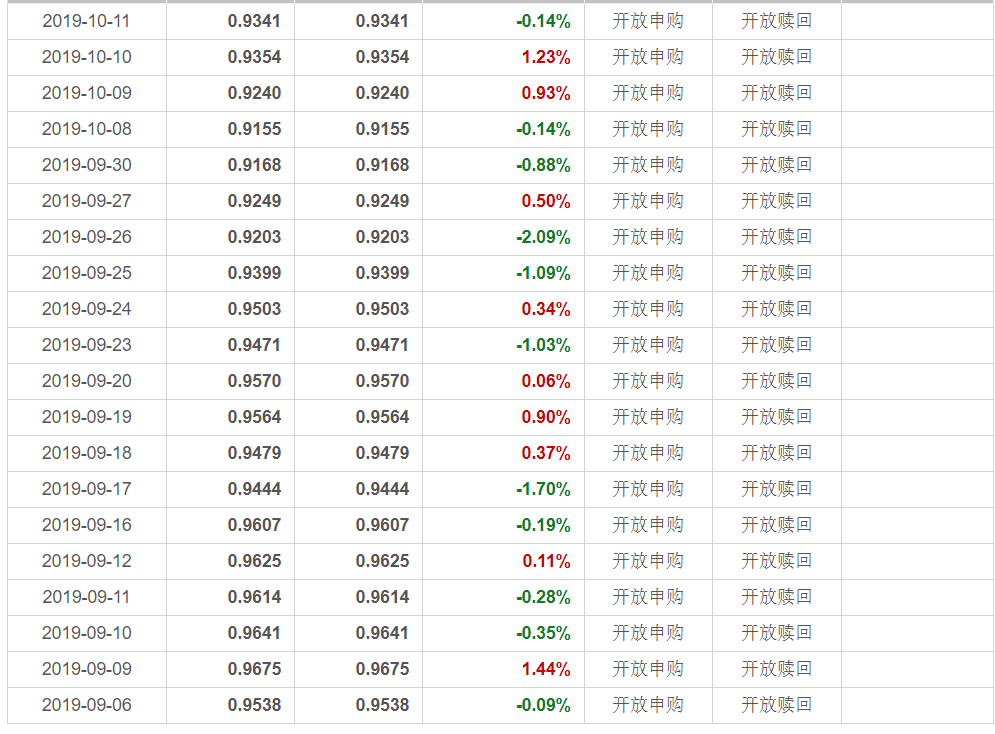 2019-10-11 0.9341 0.9341 -0.14% 开放申购 开放赎回
2019-10-10 0.9354 0.9354 1.23% 开放申购 开放赎回
2019-10-09 0.9240 0.9240 0.93% 开放申购 开放赎回
2019-10-08 0.9155 0.9155 -0.14% 开放申购 开放赎回
2019-09-30 0.9168 0.9168 -0.88% 开放申购 开放赎回
2019-09-27 0.9249 0.9249 0.50% 开放申购 开放赎回
2019-09-26 0.9203 0.9203 -2.09% 开放申购 开放赎回
2019-09-25 0.9399 0.9399 -1.09% 开放申购 开放赎回
2019-09-24 0.9503 0.9503 0.34% 开放申购 开放赎回
2019-09-23 0.9471 0.9471 -1.03% 开放申购 开放赎回
2019-09-20 0.9570 0.9570 0.06% 开放申购 开放赎回
2019-09-19 0.9564 0.9564 0.90% 开放申购 开放赎回
2019-09-18 0.9479 0.9479 0.37% 开放申购 开放赎回
2019-09-17 0.9444 0.9444 -1.70% 开放申购 开放赎回
2019-09-16 0.9607 0.9607 -0.19% 开放申购 开放赎回
2019-09-12 0.9625 0.9625 0.11% 开放申购 开放赎回
2019-09-11 0.9614 0.9614 -0.28% 开放申购 开放赎回
2019-09-10 0.9641 0.9641 -0.35% 开放申购 开放赎回
2019-09-09 0.9675 0.9675 1.44% 开放申购 开放赎回
2019-09-06 0.9538 0.9538 -0.09% 开放申购 开放赎回